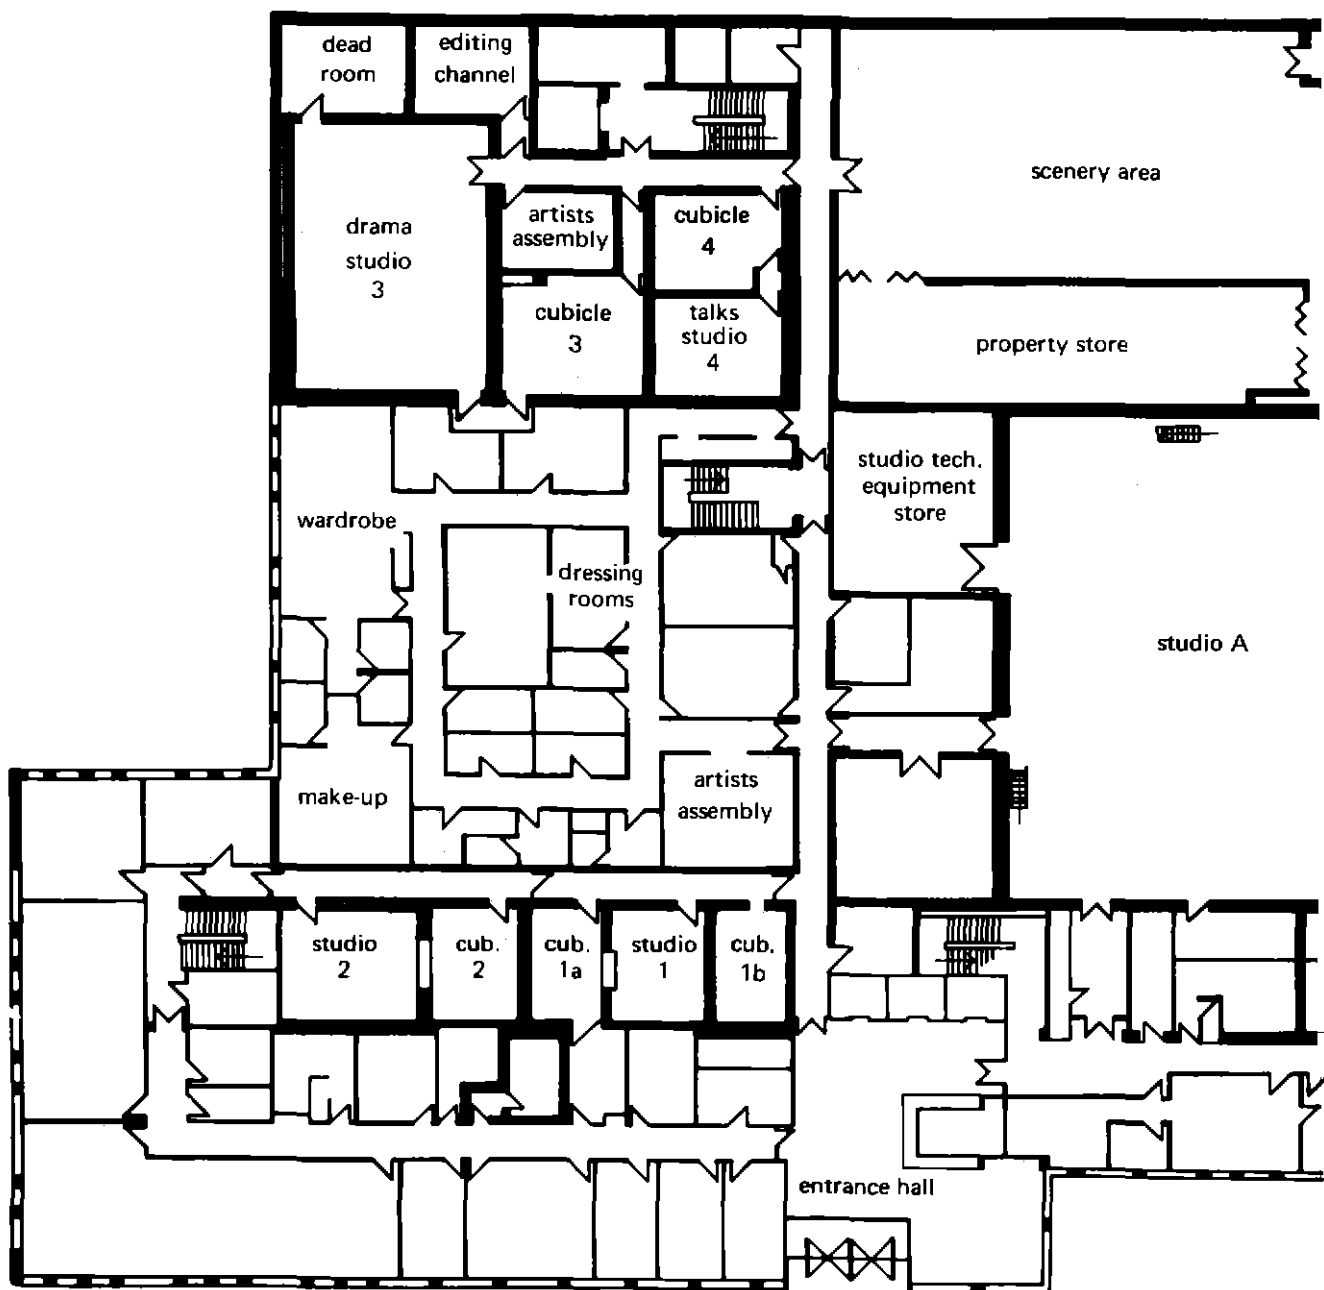 dead
room
editing
channel
scenery area
drama
studio
3
artists
assembly
cubicle
4
cubicle
3
talks
studio
4
property store
wardrobe
studio tech.
equipment
store
dressing
rooms
studio A
make-up
artists
assembly
studio
2
cub.
2
cub.
1a
studio
1
cub.
1b
entrance hall